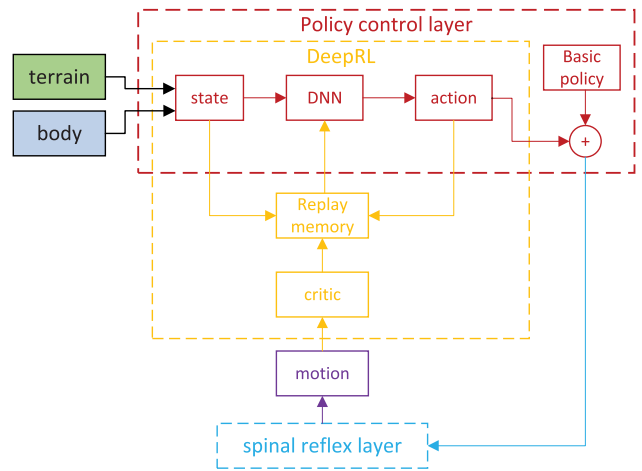 Policy control layer
DeepRL
Basic
policy
terrain
state
DNN
action
body
+
Replay
memory
critic
motion
spinal reflex layer